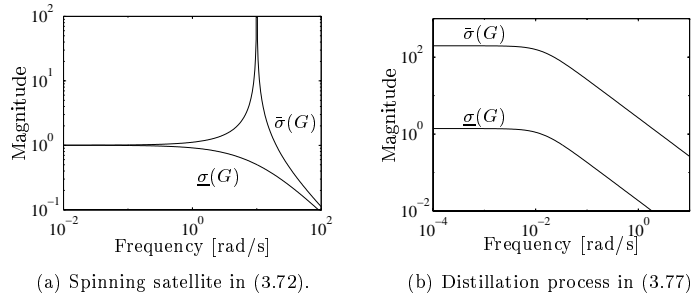 10^2
10^1
10^0
10^{-1}
Magnitude
σ̄(G)
σ̲(G)
10^{-2} 10^0 10^2
Frequency [rad/s]
(a) Spinning satellite in (3.72).
10^2
10^0
10^{-2}
Magnitude
σ̄(G)
σ̲(G)
10^{-4} 10^{-2} 10^0
Frequency [rad/s]
(b) Distillation process in (3.77)